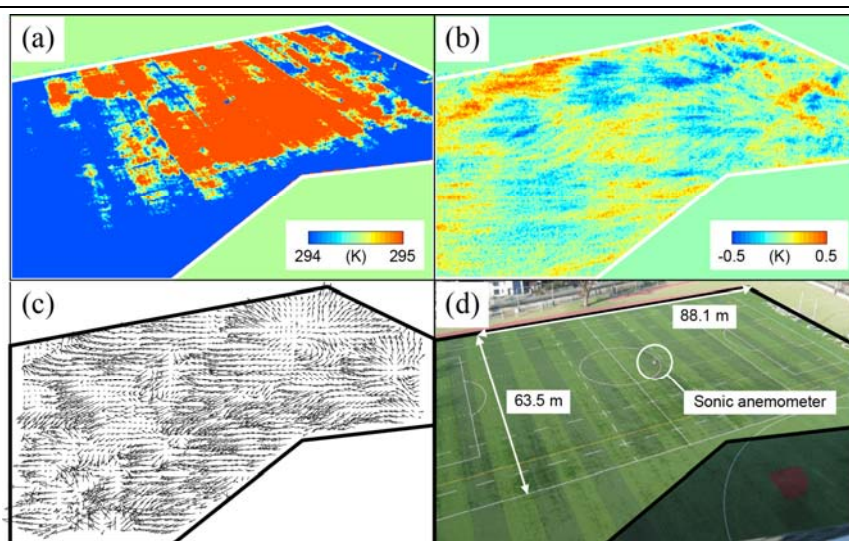 (a)
294 (K) 295
(b)
-0.5 (K) 0.5
(c)
(d)
88.1 m
63.5 m
Sonic anemometer